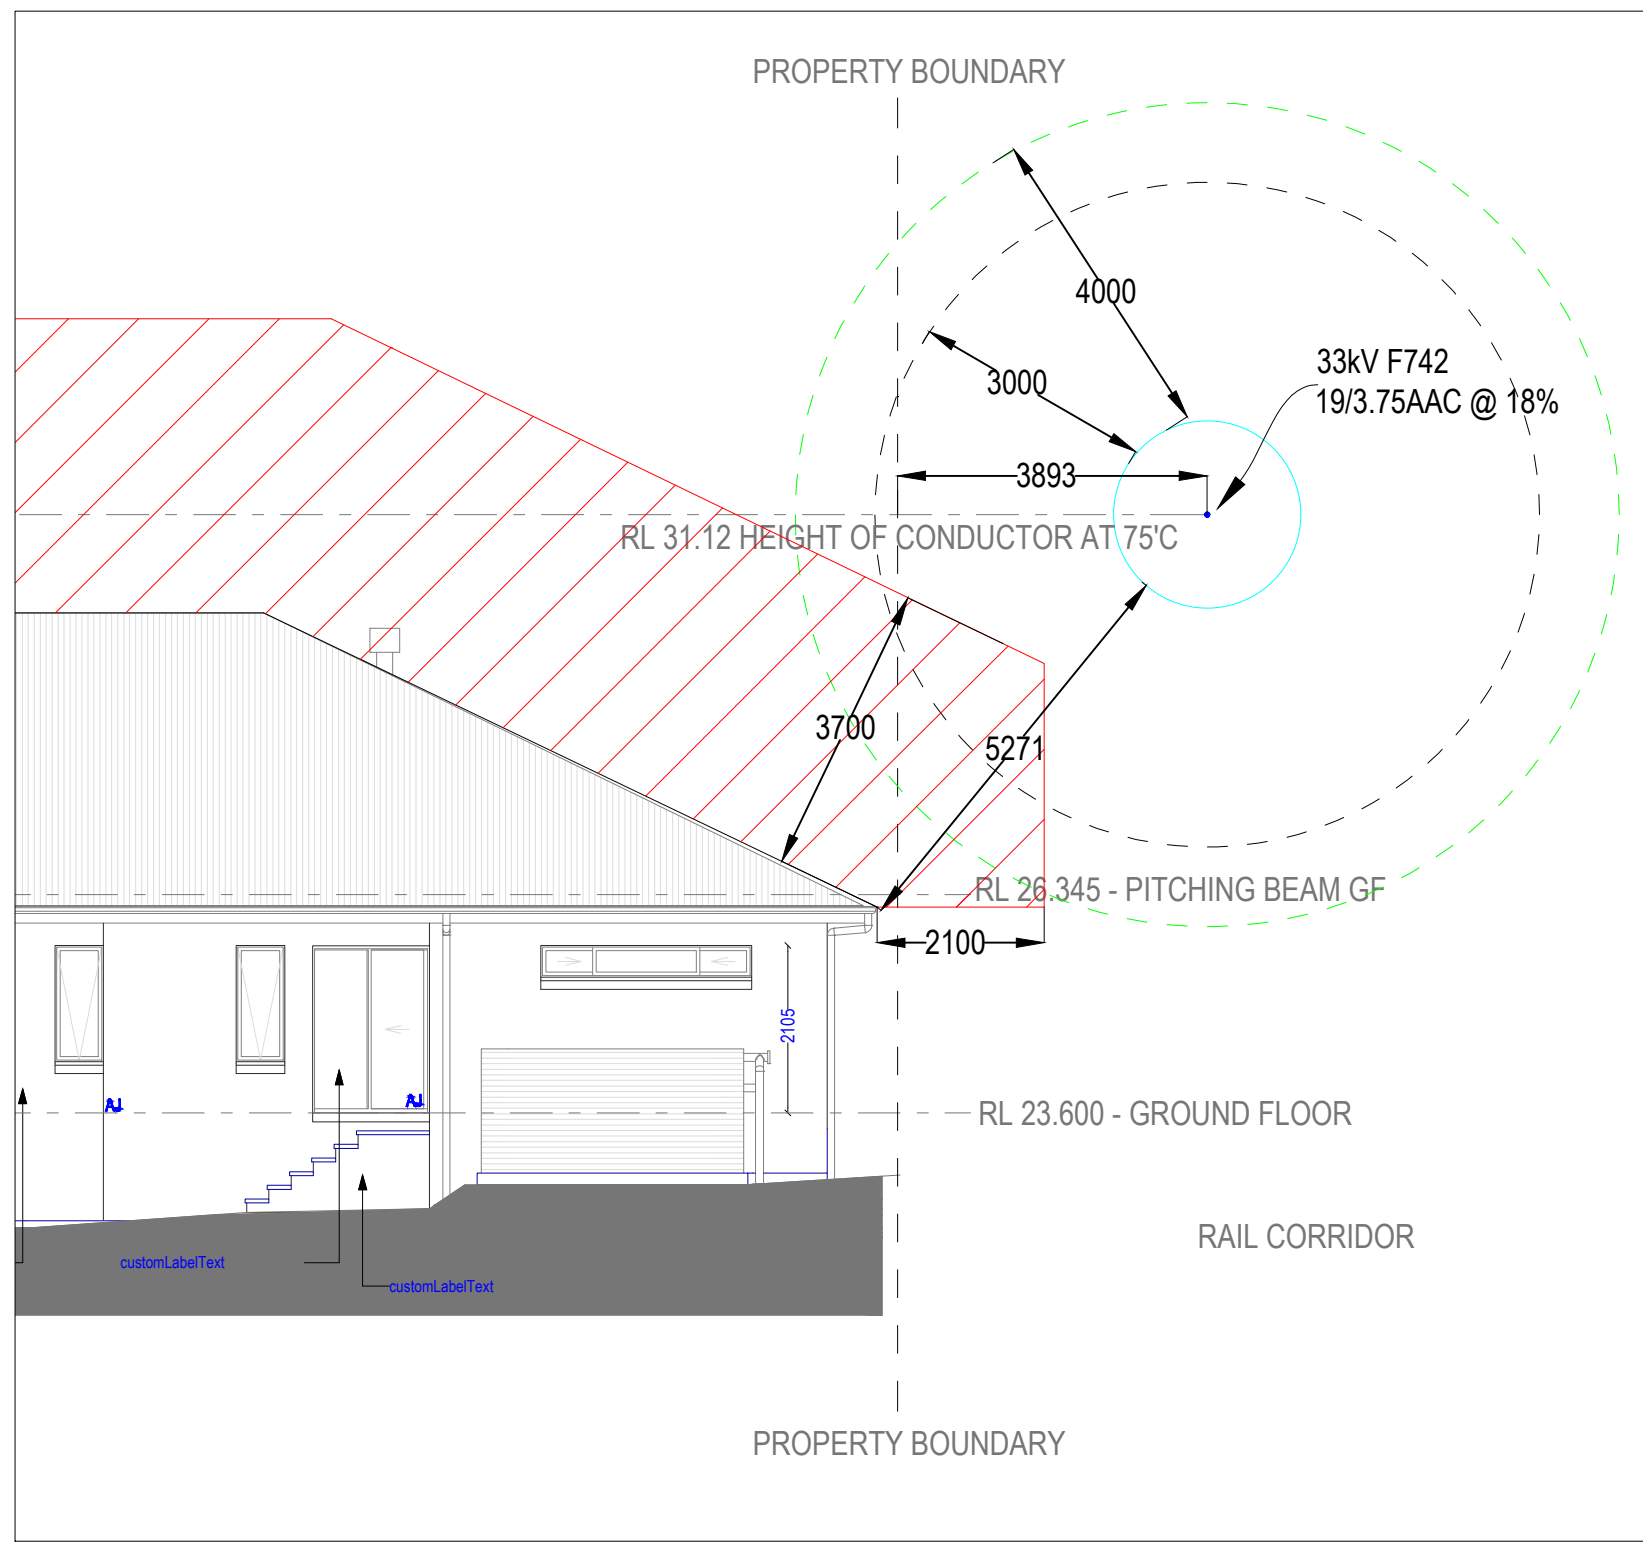 PROPERTY BOUNDARY
4000
33kV F742
19/3.75AAC @ 18%
3000
3893
RL 31.12 HEIGHT OF CONDUCTOR AT 75'C
3700
5271
RL 26.345 - PITCHING BEAM GF
2100
2105
AJ
AJ
RL 23.600 - GROUND FLOOR
RAIL CORRIDOR
customLabelText
customLabelText
PROPERTY BOUNDARY